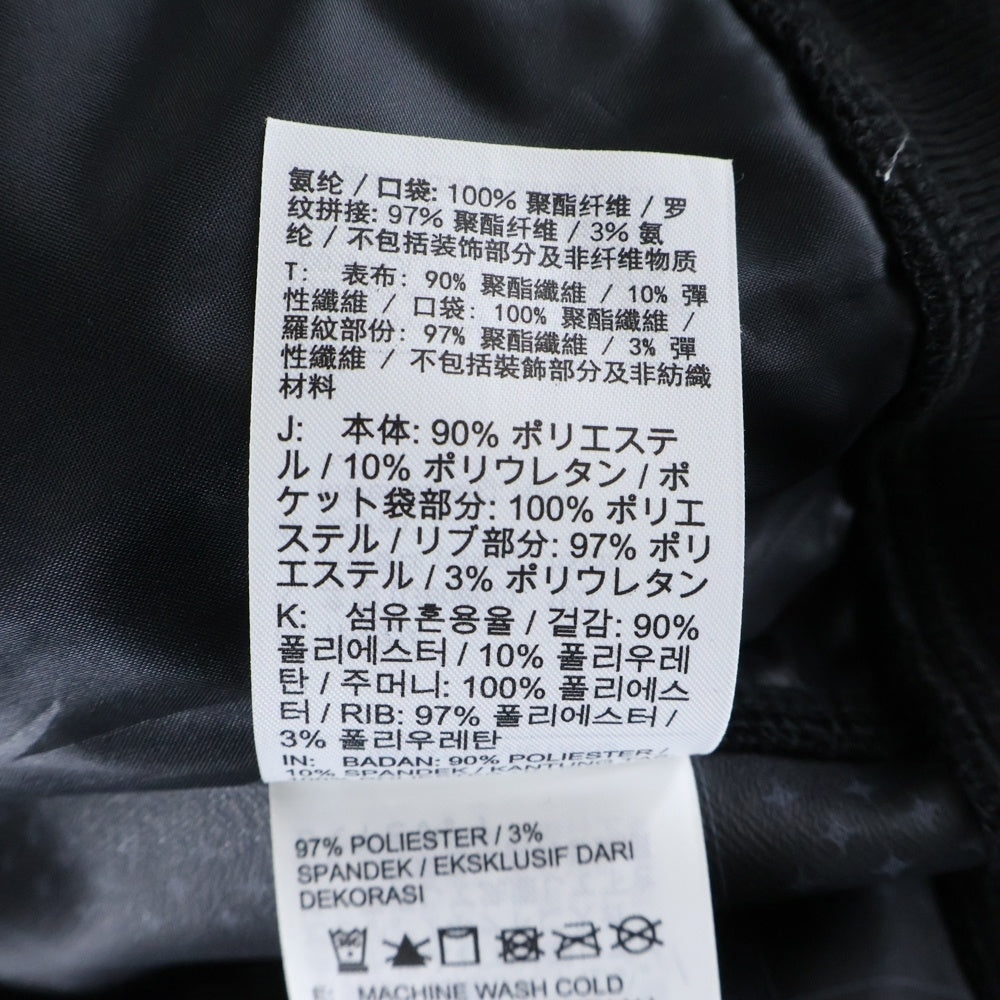 氨纶 / 口袋: 100% 聚酯纤维 / 罗
纹拼接: 97% 聚酯纤维 / 3% 氨
纶 / 不包括装饰部分及非纤维物质
T: 表布: 90% 聚酯纖維 / 10% 彈
性纖維 / 口袋: 100% 聚酯纖維 /
羅紋部份: 97% 聚酯纖維 / 3% 彈
性纖維 / 不包括裝飾部分及非紡織
材料
J: 本体: 90% ポリエステ
ル / 10% ポリウレタン / ポ
ケット袋部分: 100% ポリエ
ステル / リブ部分: 97% ポリ
エステル / 3% ポリウレタン
K: 섬유혼용율 / 겉감: 90%
폴리에스터 / 10% 폴리우레
탄 / 주머니: 100% 폴리에스
터 / RIB: 97% 폴리에스터 /
3% 폴리우레탄
IN: BADAN: 90% POLIESTER /
10% SPANDEK / KANTUNG
97% POLIESTER / 3%
SPANDEK / EKSKLUSIF DARI
DEKORASI
E: MACHINE WASH COLD